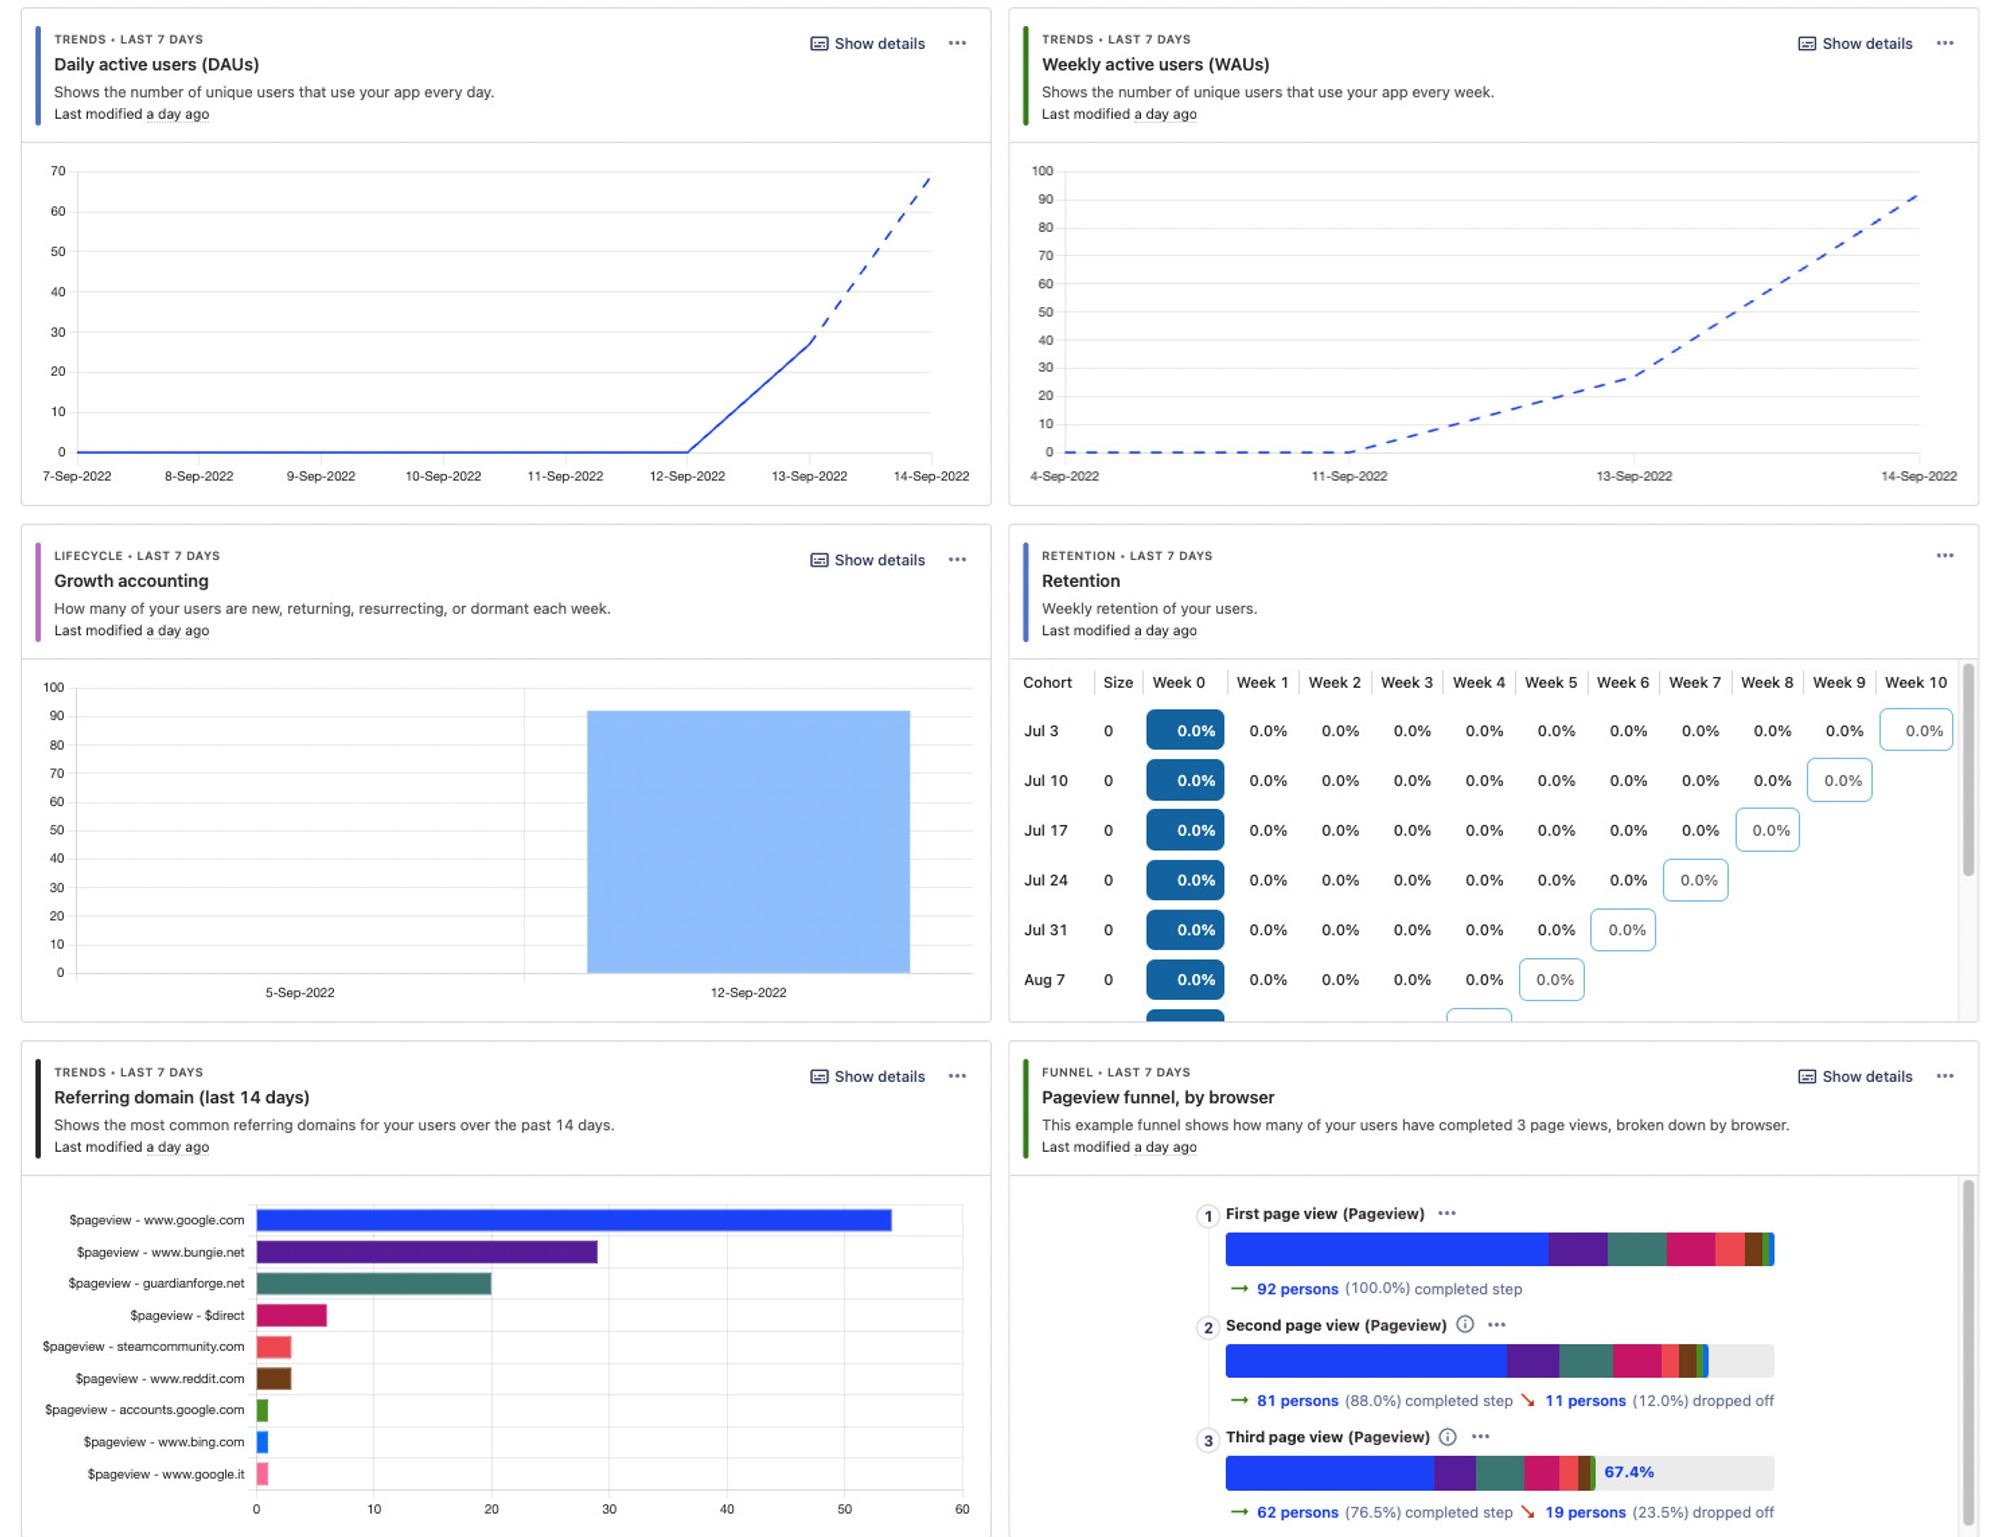 TRENDS • LAST 7 DAYS
Show details
Daily active users (DAUs)
Shows the number of unique users that use your app every day.
Last modified a day ago
70
60
50
40
30
20
10
0
7-Sep-2022 8-Sep-2022 9-Sep-2022 10-Sep-2022 11-Sep-2022 12-Sep-2022 13-Sep-2022 14-Sep-2022
TRENDS • LAST 7 DAYS
Show details
Weekly active users (WAUs)
Shows the number of unique users that use your app every week.
Last modified a day ago
100
90
80
70
60
50
40
30
20
10
0
4-Sep-2022 11-Sep-2022 13-Sep-2022 14-Sep-2022
LIFECYCLE • LAST 7 DAYS
Show details
Growth accounting
How many of your users are new, returning, resurrecting, or dormant each week.
Last modified a day ago
100
90
80
70
60
50
40
30
20
10
0
5-Sep-2022 12-Sep-2022
RETENTION • LAST 7 DAYS
Retention
Weekly retention of your users.
Last modified a day ago
Cohort Size Week 0 Week 1 Week 2 Week 3 Week 4 Week 5 Week 6 Week 7 Week 8 Week 9 Week 10
Jul 3 0 0.0% 0.0% 0.0% 0.0% 0.0% 0.0% 0.0% 0.0% 0.0% 0.0% 0.0%
Jul 10 0 0.0% 0.0% 0.0% 0.0% 0.0% 0.0% 0.0% 0.0% 0.0% 0.0%
Jul 17 0 0.0% 0.0% 0.0% 0.0% 0.0% 0.0% 0.0% 0.0% 0.0%
Jul 24 0 0.0% 0.0% 0.0% 0.0% 0.0% 0.0% 0.0% 0.0%
Jul 31 0 0.0% 0.0% 0.0% 0.0% 0.0% 0.0% 0.0%
Aug 7 0 0.0% 0.0% 0.0% 0.0% 0.0% 0.0%
TRENDS • LAST 7 DAYS
Show details
Referring domain (last 14 days)
Shows the most common referring domains for your users over the past 14 days.
Last modified a day ago
$pageview - www.google.com
$pageview - www.bungie.net
$pageview - guardianforge.net
$pageview - $direct
$pageview - steamcommunity.com
$pageview - www.reddit.com
$pageview - accounts.google.com
$pageview - www.bing.com
$pageview - www.google.it
0 10 20 30 40 50 60
FUNNEL • LAST 7 DAYS
Show details
Pageview funnel, by browser
This example funnel shows how many of your users have completed 3 page views, broken down by browser.
Last modified a day ago
1 First page view (Pageview)
→ 92 persons (100.0%) completed step
2 Second page view (Pageview)
→ 81 persons (88.0%) completed step ↘ 11 persons (12.0%) dropped off
3 Third page view (Pageview)
67.4%
→ 62 persons (76.5%) completed step ↘ 19 persons (23.5%) dropped off